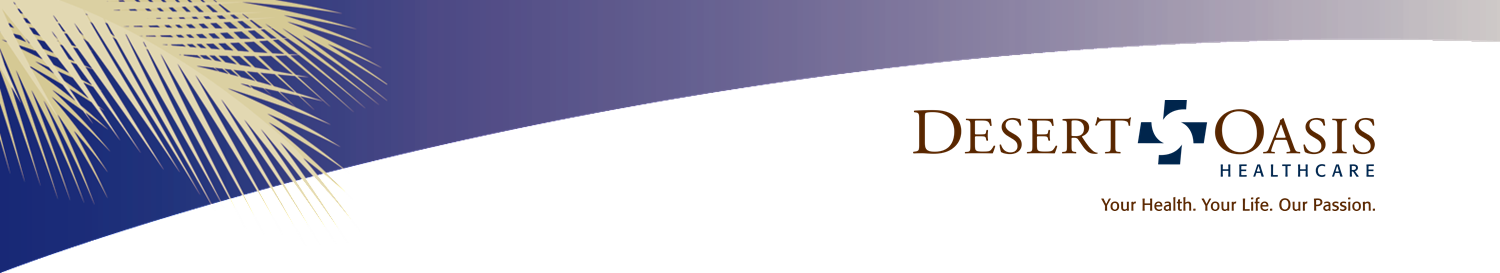 DESERT OASIS
HEALTHCARE
Your Health. Your Life. Our Passion.